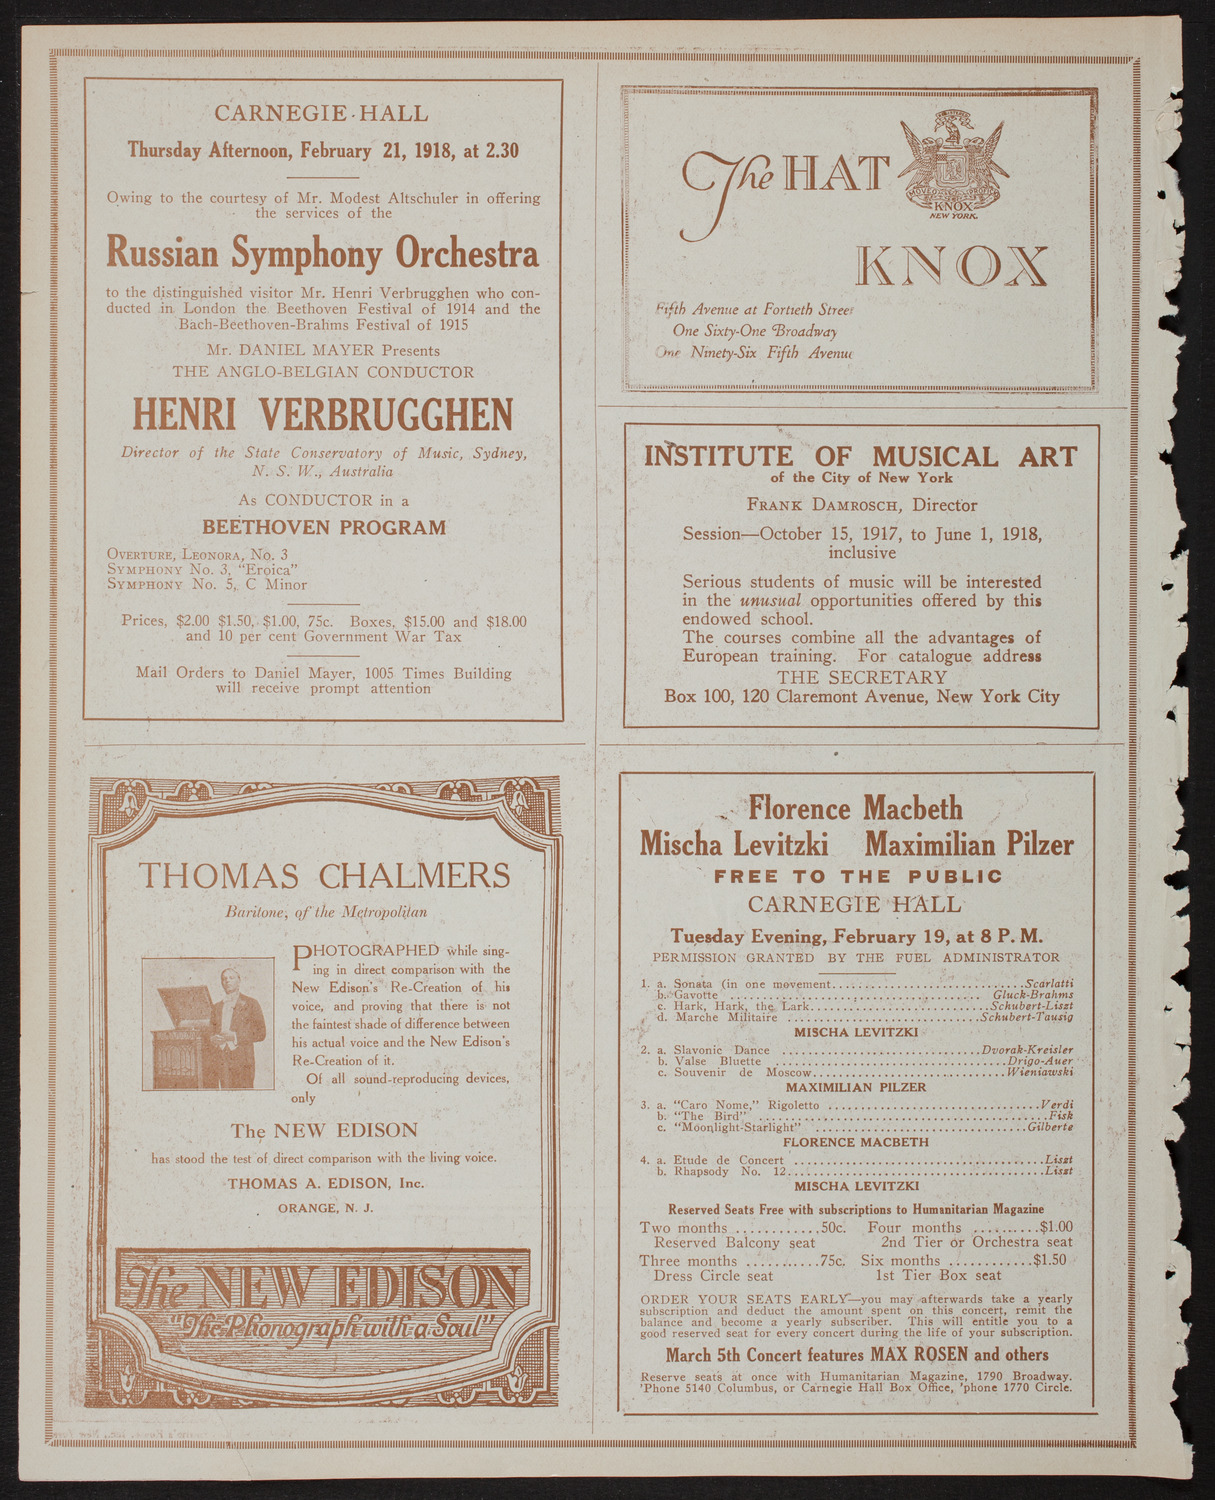 CARNEGIE HALL
Thursday Afternoon, February 21, 1918, at 2.30
Owing to the courtesy of Mr. Modest Altschuler in offering
the services of the
Russian Symphony Orchestra
to the distinguished visitor Mr. Henri Verbrugghen who con-
ducted in London the Beethoven Festival of 1914 and the
Bach-Beethoven-Brahms Festival of 1915
Mr. DANIEL MAYER Presents
THE ANGLO-BELGIAN CONDUCTOR
HENRI VERBRUGGHEN
Director of the State Conservatory of Music, Sydney,
N. S. W., Australia
As CONDUCTOR in a
BEETHOVEN PROGRAM
OVERTURE, LEONORA, No. 3
SYMPHONY No. 3, "Eroica"
SYMPHONY No. 5, C Minor
Prices, $2.00 $1.50, $1.00, 75c. Boxes, $15.00 and $18.00
and 10 per cent Government War Tax
Mail Orders to Daniel Mayer, 1005 Times Building
will receive prompt attention
The HAT
KNOX
NEW YORK.
KNOX
Fifth Avenue at Fortieth Street
One Sixty-One Broadway
One Ninety-Six Fifth Avenue
INSTITUTE OF MUSICAL ART
of the City of New York
FRANK DAMROSCH, Director
Session—October 15, 1917, to June 1, 1918,
inclusive
Serious students of music will be interested
in the unusual opportunities offered by this
endowed school.
The courses combine all the advantages of
European training. For catalogue address
THE SECRETARY
Box 100, 120 Claremont Avenue, New York City
THOMAS CHALMERS
Baritone, of the Metropolitan
PHOTOGRAPHED while sing-
ing in direct comparison with the
New Edison's Re-Creation of his
voice, and proving that there is not
the faintest shade of difference between
his actual voice and the New Edison's
Re-Creation of it.
Of all sound-reproducing devices,
only
The NEW EDISON
has stood the test of direct comparison with the living voice.
THOMAS A. EDISON, Inc.
ORANGE, N. J.
The NEW EDISON
"The Phonograph with a Soul"
Florence Macbeth
Mischa Levitzki Maximilian Pilzer
FREE TO THE PUBLIC
CARNEGIE HALL
Tuesday Evening, February 19, at 8 P. M.
PERMISSION GRANTED BY THE FUEL ADMINISTRATOR
1. a. Sonata (in one movement..............................Scarlatti
b. Gavotte .............................. Gluck-Brahms
c. Hark, Hark, the Lark..............................Schubert-Liszt
d. Marche Militaire ..............................Schubert-Tausig
MISCHA LEVITZKI
2. a. Slavonic Dance ..............................Dvorak-Kreisler
b. Valse Bluette ..............................Drigo-Auer
c. Souvenir de Moscow..............................Wieniawski
MAXIMILIAN PILZER
3. a. "Caro Nome," Rigoletto ..............................Verdi
b. "The Bird" ..............................Fisk
c. "Moonlight-Starlight" ..............................Gilberte
FLORENCE MACBETH
4. a. Etude de Concert ..............................Liszt
b. Rhapsody No. 12..............................Liszt
MISCHA LEVITZKI
Reserved Seats Free with subscriptions to Humanitarian Magazine
Two months ............50c. Four months ..........$1.00
Reserved Balcony seat 2nd Tier or Orchestra seat
Three months ...........75c. Six months ............$1.50
Dress Circle seat 1st Tier Box seat
ORDER YOUR SEATS EARLY—you may afterwards take a yearly
subscription and deduct the amount spent on this concert, remit the
balance and become a yearly subscriber. This will entitle you to a
good reserved seat for every concert during the life of your subscription.
March 5th Concert features MAX ROSEN and others
Reserve seats at once with Humanitarian Magazine, 1790 Broadway.
'Phone 5140 Columbus, or Carnegie Hall Box Office, 'phone 1770 Circle.